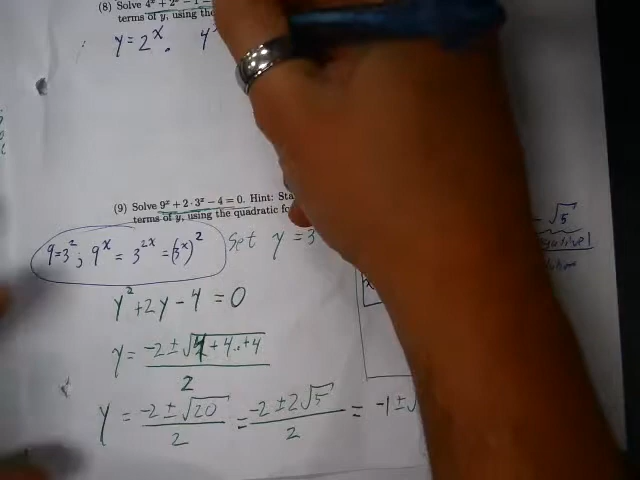 (8) Solve 4^x + 2^x − 1
terms of y, using the
y = 2^x . 4
(9) Solve 9^x + 2 · 3^x − 4 = 0. Hint: Sta
terms of y, using the quadratic fo
9=3^2; 9^x = 3^{2x} = (3^x)^2 Set y = 3
− √5
y^2 + 2y − 4 = 0
y = (−2 ± √(4 + 4·+4)) / 2
y = (−2 ± √20) / 2 = (−2 ± 2√5) / 2 = −1 ± √